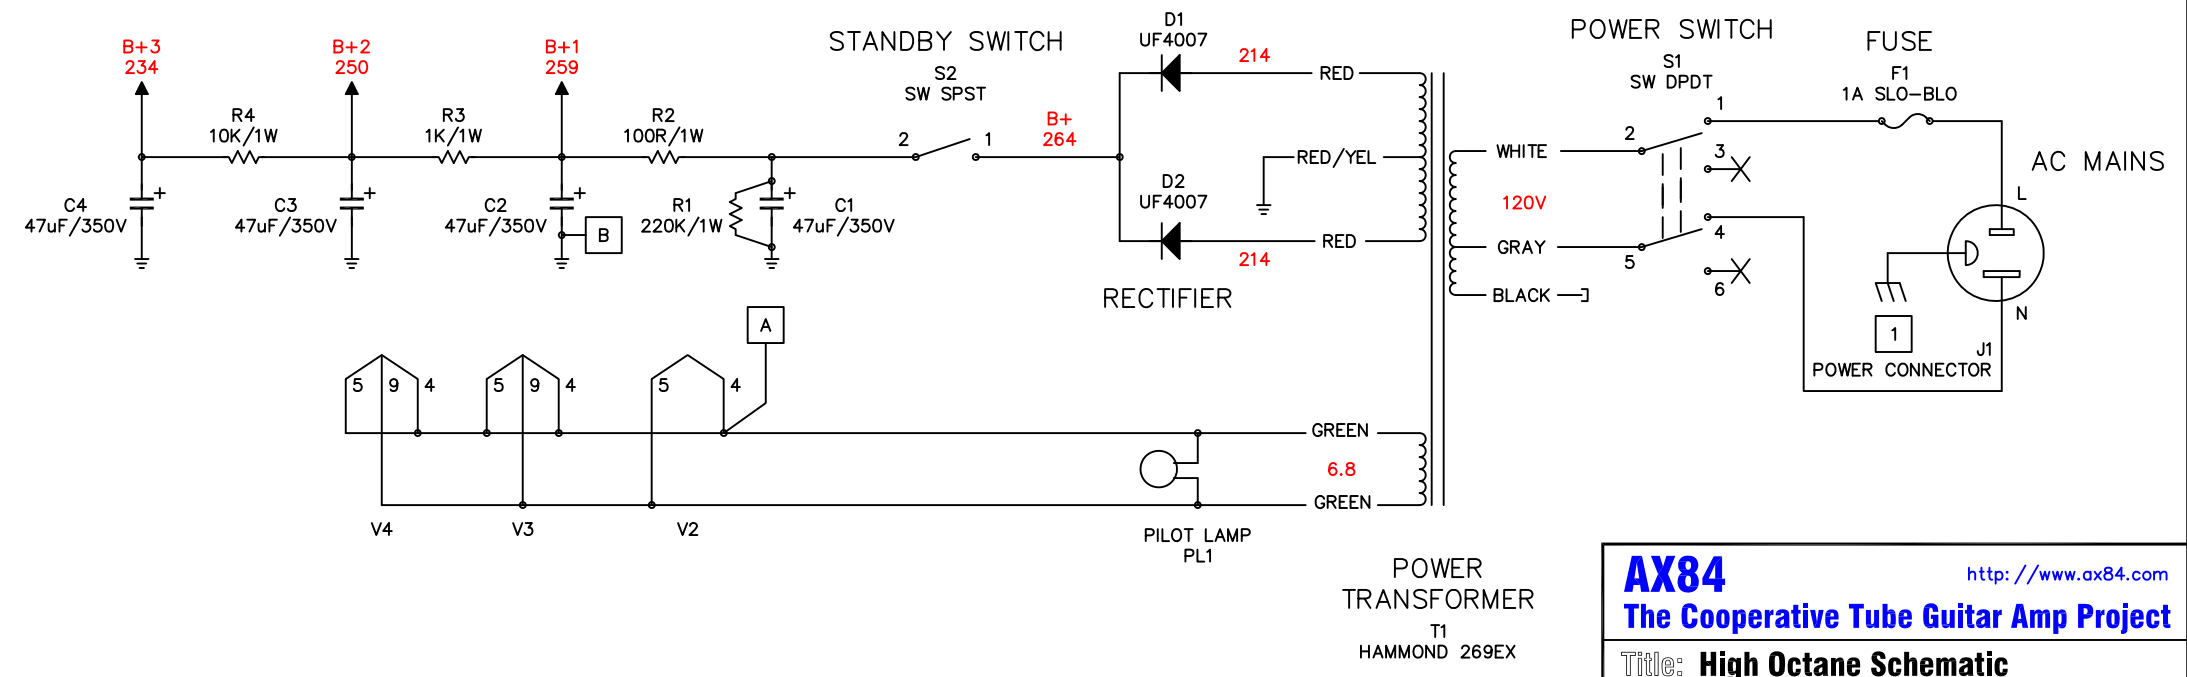 B+3
234
B+2
250
B+1
259
STANDBY SWITCH
S2
SW SPST
D1
UF4007
214
RED
POWER SWITCH
S1
SW DPDT
FUSE
F1
1A SLO-BLO
R4
10K/1W
R3
1K/1W
R2
100R/1W
2
1
B+
264
RED/YEL
WHITE
2
1
3
AC MAINS
L
+
+
+
+
C4
47uF/350V
C3
47uF/350V
C2
47uF/350V
B
R1
220K/1W
C1
47uF/350V
D2
UF4007
RED
214
120V
GRAY
5
4
6
BLACK
RECTIFIER
N
1
J1
POWER CONNECTOR
A
5
9
4
5
9
4
5
4
GREEN
6.8
GREEN
V4
V3
V2
PILOT LAMP
PL1
POWER
TRANSFORMER
T1
HAMMOND 269EX
AX84
http://www.ax84.com
The Cooperative Tube Guitar Amp Project
Title: High Octane Schematic